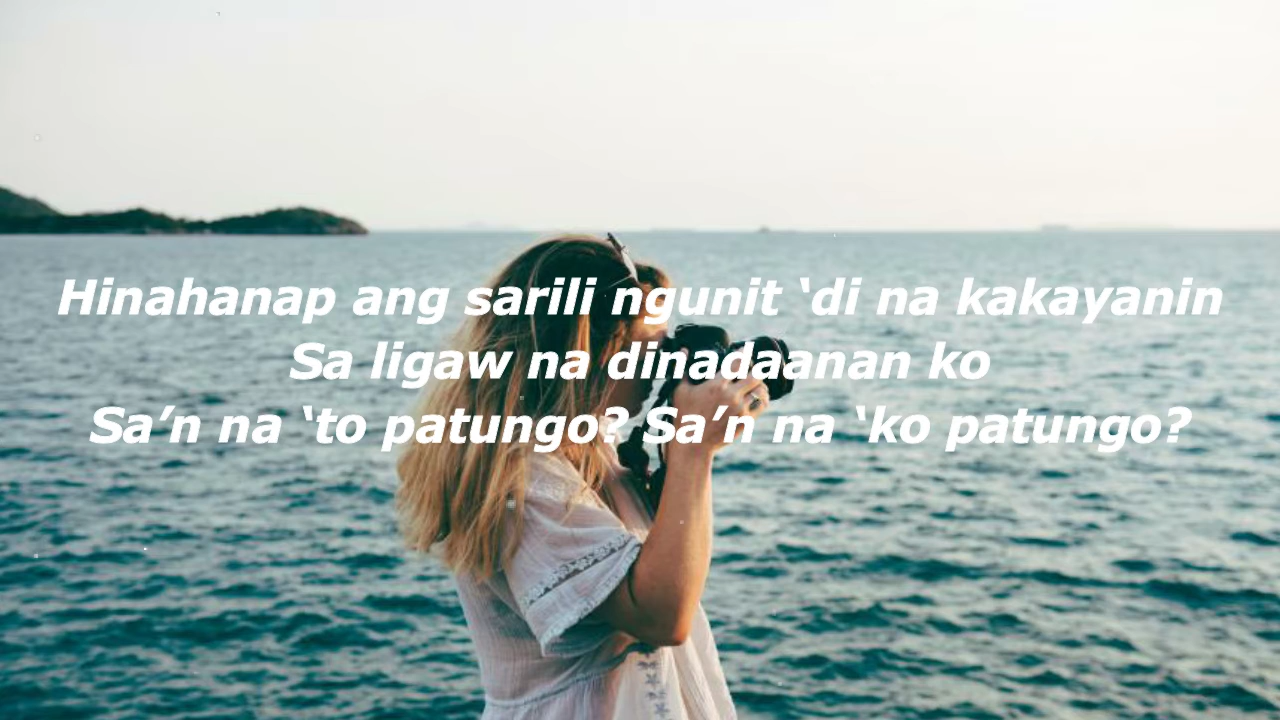 Hinahanap ang sarili ngunit ‘di na kakayanin
Sa ligaw na dinadaanan ko
Sa’n na ‘to patungo? Sa’n na ‘ko patungo?